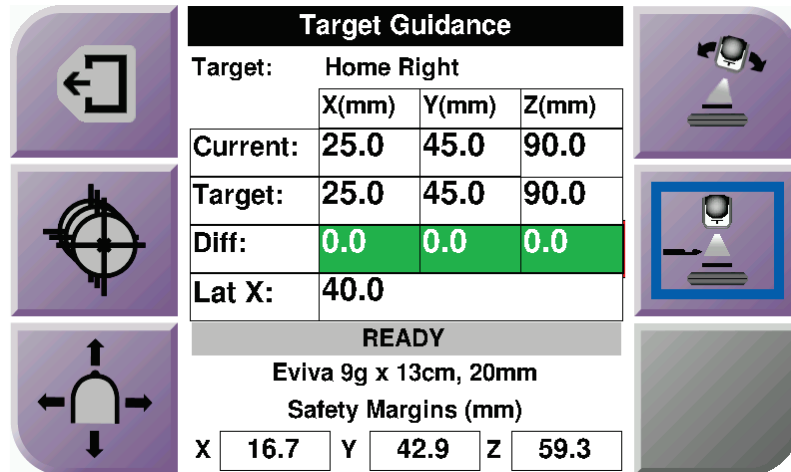 Target Guidance
Target: Home Right
X(mm) Y(mm) Z(mm)
Current: 25.0 45.0 90.0
Target: 25.0 45.0 90.0
Diff: 0.0 0.0 0.0
Lat X: 40.0
READY
Eviva 9g x 13cm, 20mm
Safety Margins (mm)
X 16.7 Y 42.9 Z 59.3